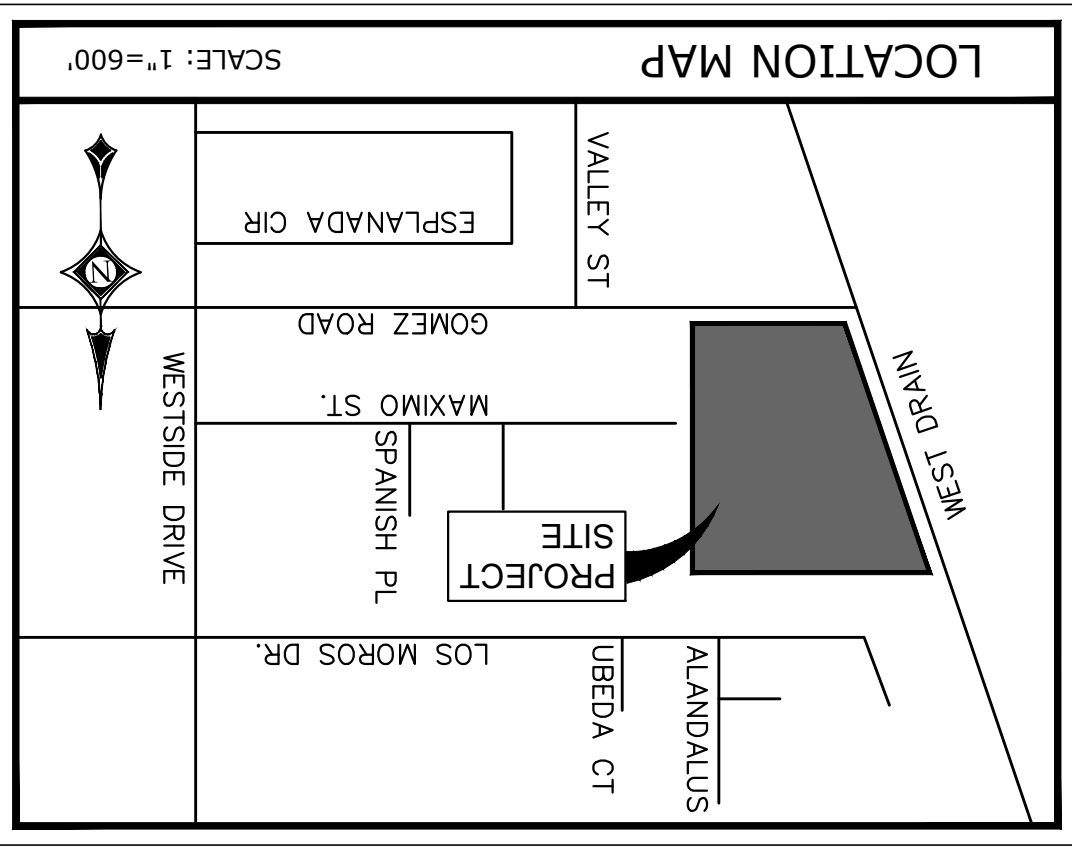 ALANDALUS
UBEDA CT
LOS MOROS DR.
WEST DRAIN
PROJECT
SITE
SPANISH PL
WESTSIDE DRIVE
MAXIMO ST.
GOMEZ ROAD
N
VALLEY ST
ESPLANADA CIR
LOCATION MAP
SCALE: 1"=600'